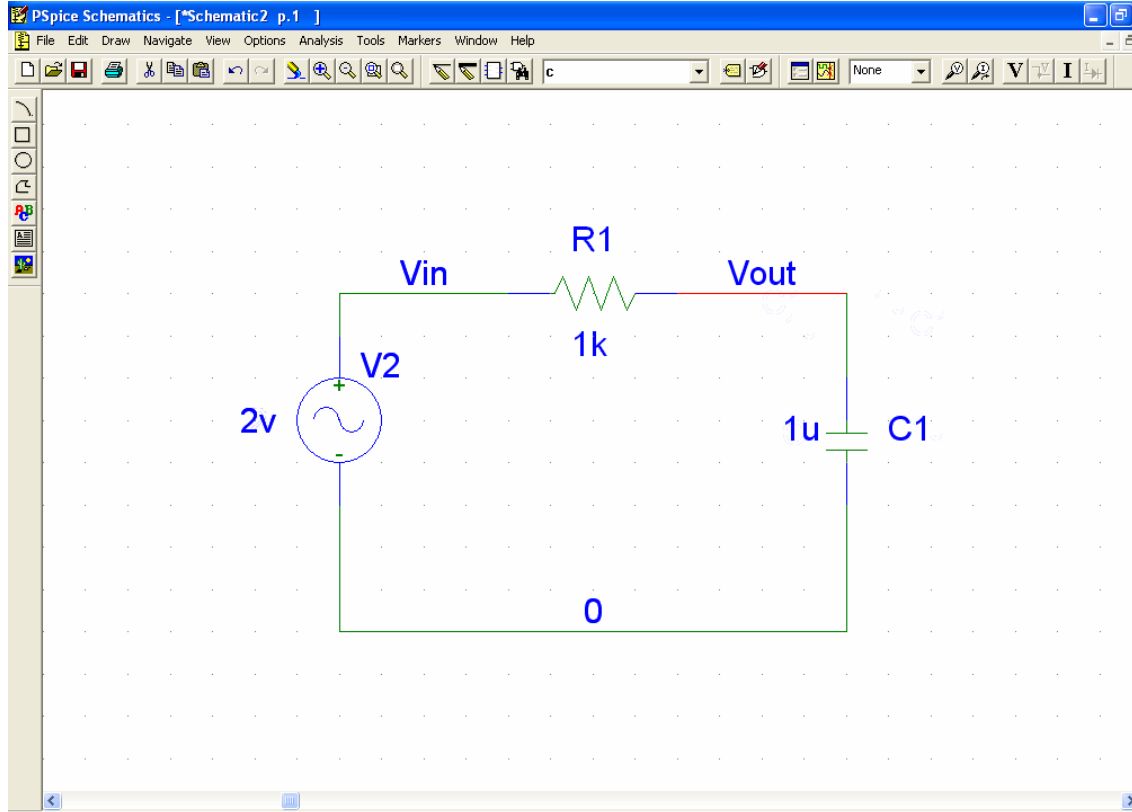 PSpice Schematics - [*Schematic2 p.1 ]
File Edit Draw Navigate View Options Analysis Tools Markers Window Help
c None V I
ABC
R1
Vin Vout
1k
V2
+
2v 1u C1
-
0